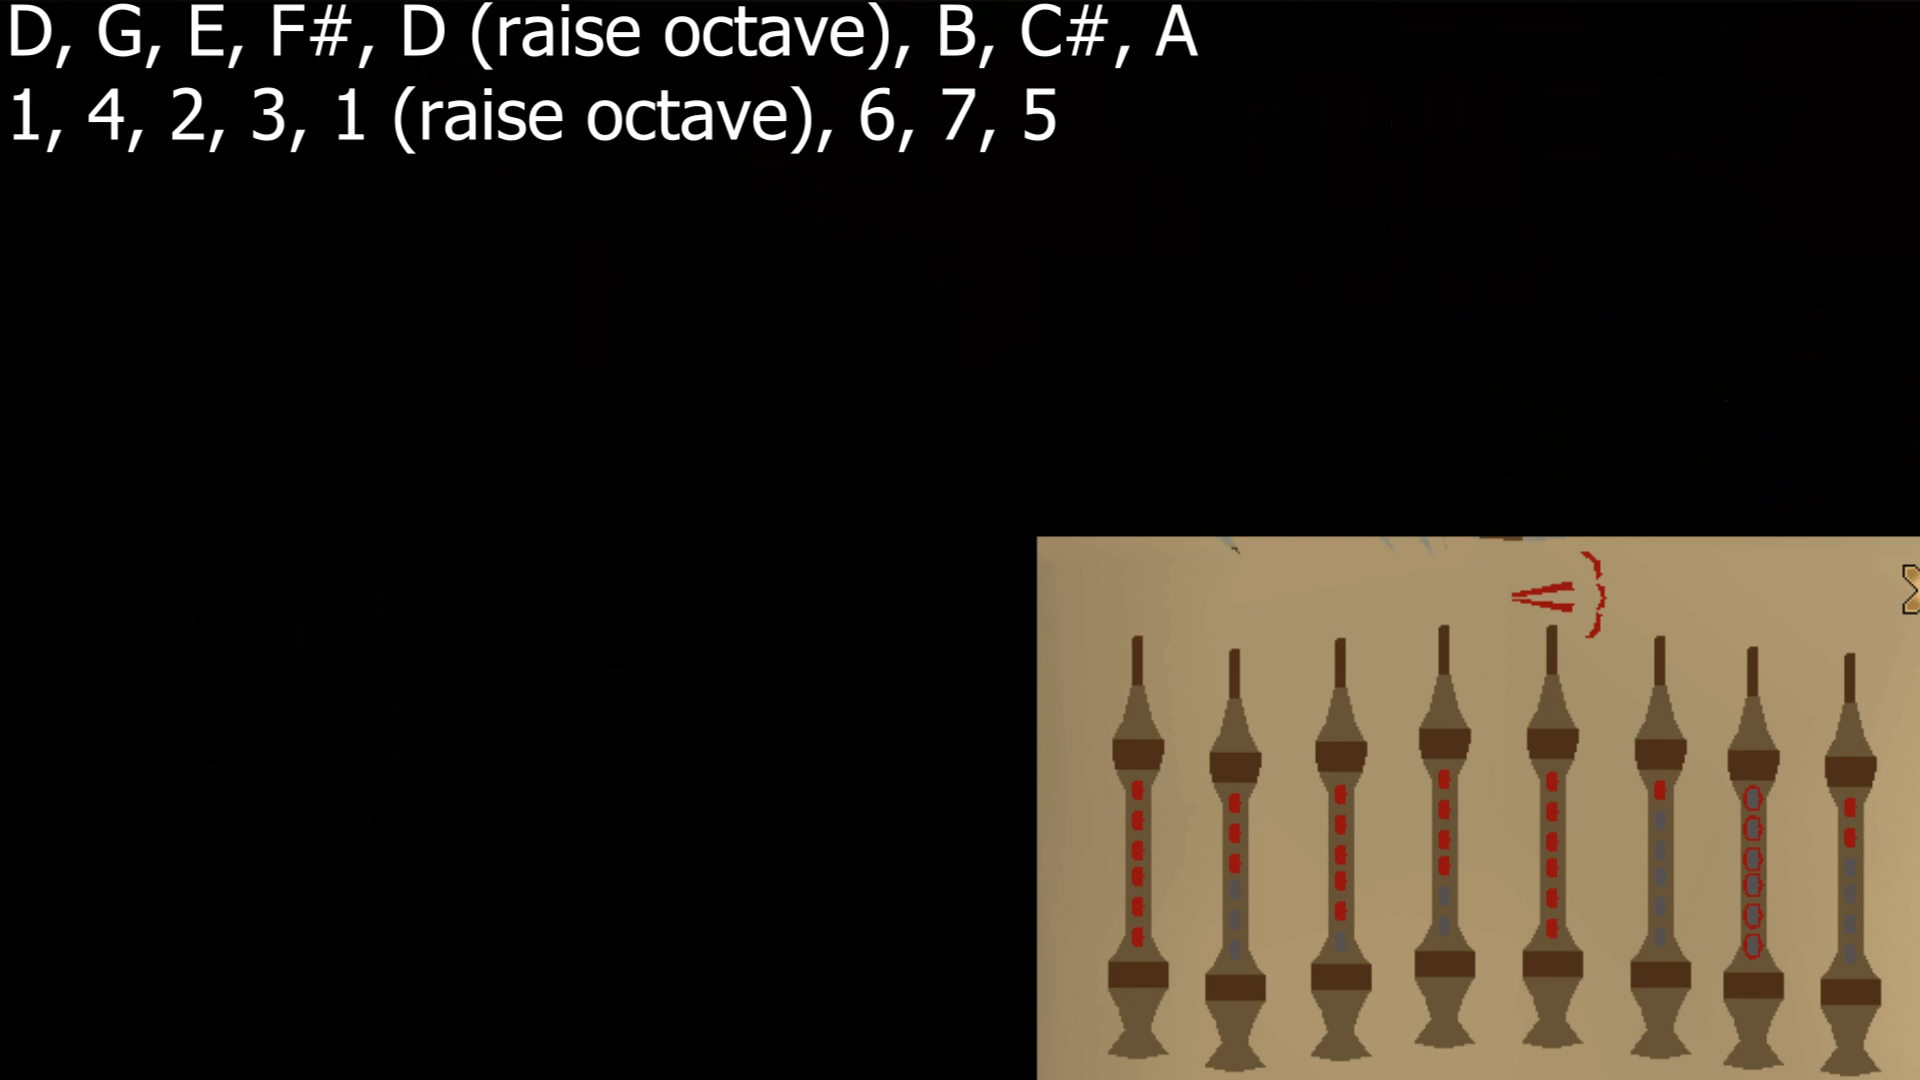 D, G, E, F#, D (raise octave), B, C#, A
1, 4, 2, 3, 1 (raise octave), 6, 7, 5